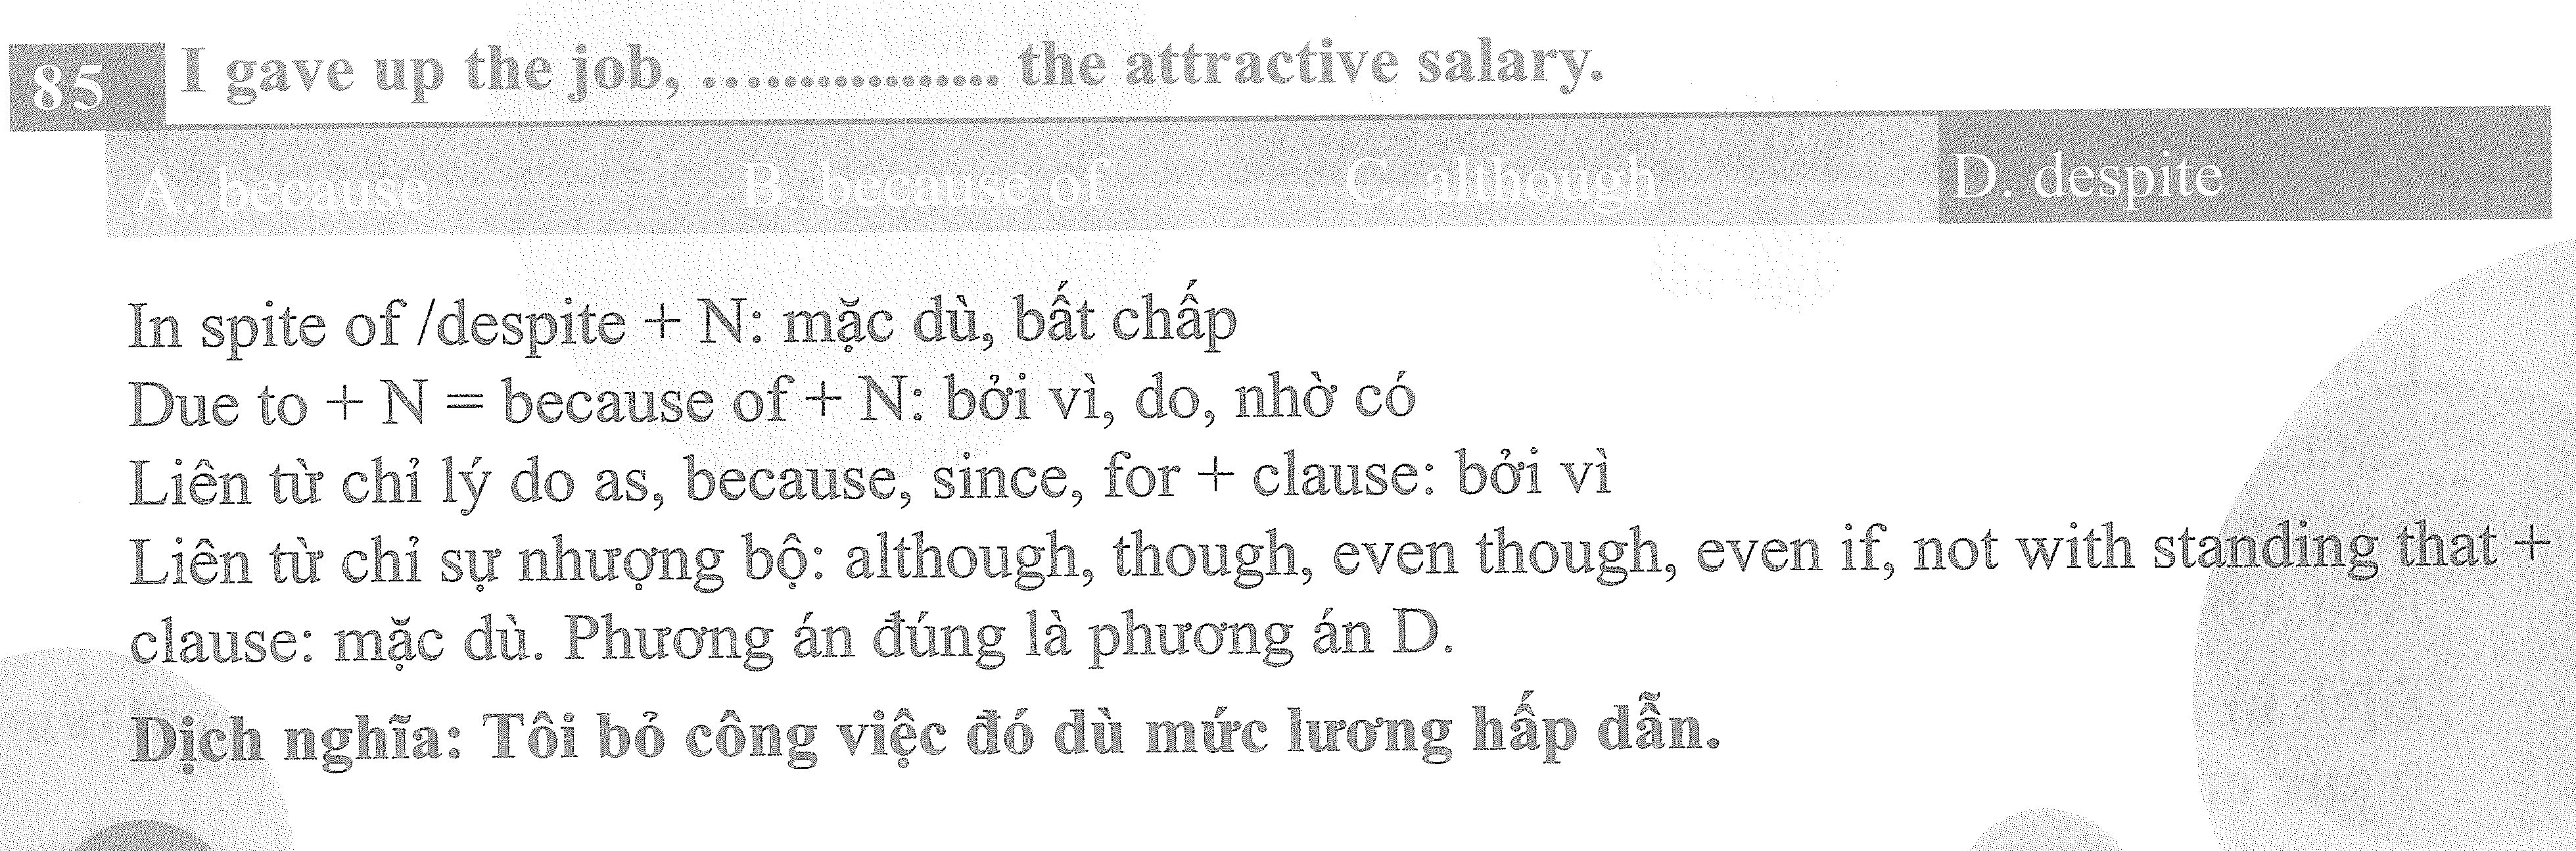 85 I gave up the job, ................ the attractive salary.
A. because B. because of C. although D. despite
In spite of /despite + N: mặc dù, bất chấp
Due to + N = because of + N: bởi vì, do, nhờ có
Liên từ chỉ lý do as, because, since, for + clause: bởi vì
Liên từ chỉ sự nhượng bộ: although, though, even though, even if, not with standing that +
clause: mặc dù. Phương án đúng là phương án D.
Dịch nghĩa: Tôi bỏ công việc đó dù mức lương hấp dẫn.